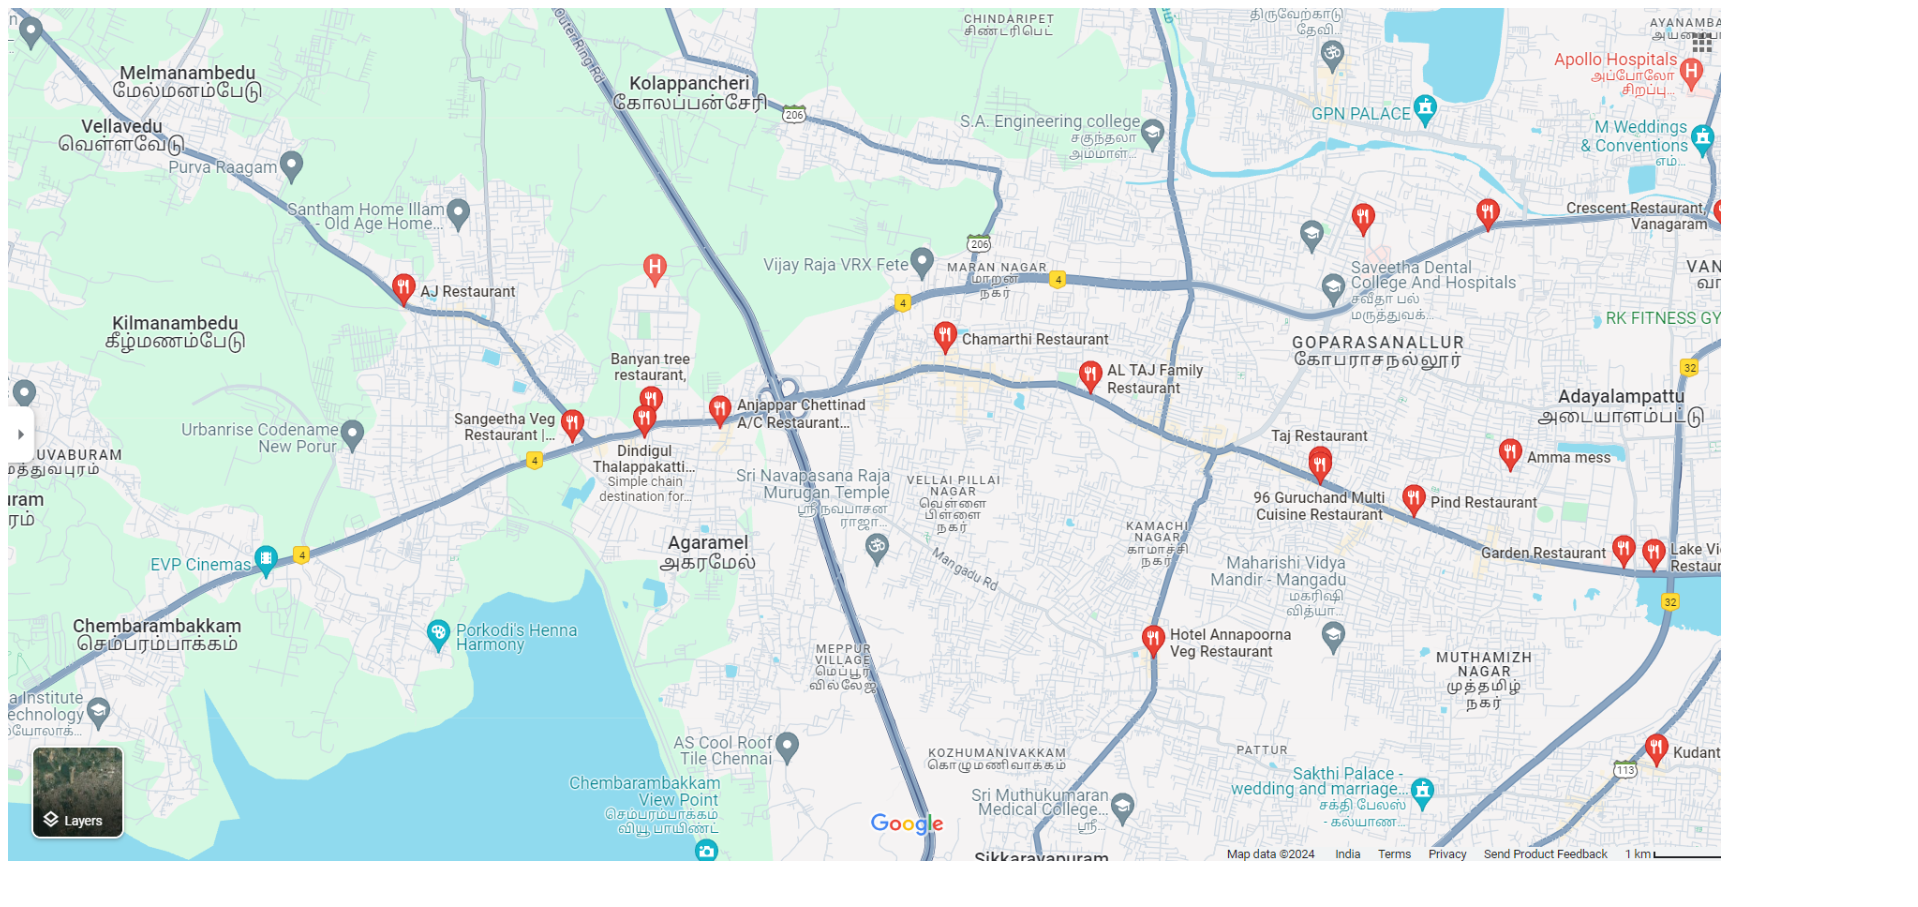 CHINDARIPET
சிண்டரிபெட்
திருவேற்காடு
தேவி...
AYANAMBA
Outer Ring Rd
Melmanambedu
மேல்மனம்பேடு
Kolappancheri
கோலப்பன்சேரி
Apollo Hospitals
அப்போலோ
சிறப்பு...
206
GPN PALACE
S.A. Engineering college
சகுந்தலா
அம்மாள்...
Vellavedu
வெள்ளவேடு
M Weddings
& Conventions
எம்...
Purva Raagam
Santham Home Illam
- Old Age Home...
Crescent Restaurant,
Vanagaram
206
Vijay Raja VRX Fete
MARAN NAGAR
மாறன்
நகர்
4
Saveetha Dental
College And Hospitals
சவீதா பல்
மருத்துவக்...
VAN
வா
AJ Restaurant
4
Kilmanambedu
கீழ்மணம்பேடு
RK FITNESS GY
Chamarthi Restaurant
GOPARASANALLUR
கோபராசநல்லூர்
Banyan tree
restaurant,
AL TAJ Family
Restaurant
32
Adayalampattu
அடையாளம்பட்டு
Anjappar Chettinad
A/C Restaurant...
Sangeetha Veg
Restaurant |...
Urbanrise Codename
New Porur
Taj Restaurant
UVABURAM
மத்துவபுரம்
4
Dindigul
Thalappakatti...
Simple chain
destination for...
Amma mess
Sri Navapasana Raja
Murugan Temple
ஸ்ரீ நவபாசன
ராஜா...
VELLAI PILLAI
NAGAR
வெள்ளை
பிள்ளை
நகர்
96 Guruchand Multi
Cuisine Restaurant
Pind Restaurant
uram
ரம்
KAMACHI
NAGAR
காமாச்சி
நகர்
Agaramel
அகரமேல்
Mangadu Rd
Garden Restaurant
Lake Vi
Restaur
EVP Cinemas
4
Maharishi Vidya
Mandir - Mangadu
மகரிஷி
வித்யா...
32
Chembarambakkam
செம்பரம்பாக்கம்
Porkodi's Henna
Harmony
Hotel Annapoorna
Veg Restaurant
MEPPUR
VILLAGE
மெப்பூர்
வில்லேஜ்
MUTHAMIZH
NAGAR
முத்தமிழ்
நகர்
a Institute
echnology
யோலாக்...
AS Cool Roof
Tile Chennai
KOZHUMANIVAKKAM
கொழுமணிவாக்கம்
PATTUR
Kudant
113
Chembarambakkam
View Point
செம்பரம்பாக்கம்
வியூ பாயிண்ட்
Sri Muthukumaran
Medical College...
ஸ்ரீ
Sakthi Palace -
wedding and marriage...
சக்தி பேலஸ்
- கல்யாண
Layers
Google
Sikkarayapuram
Map data ©2024 India Terms Privacy Send Product Feedback 1 km